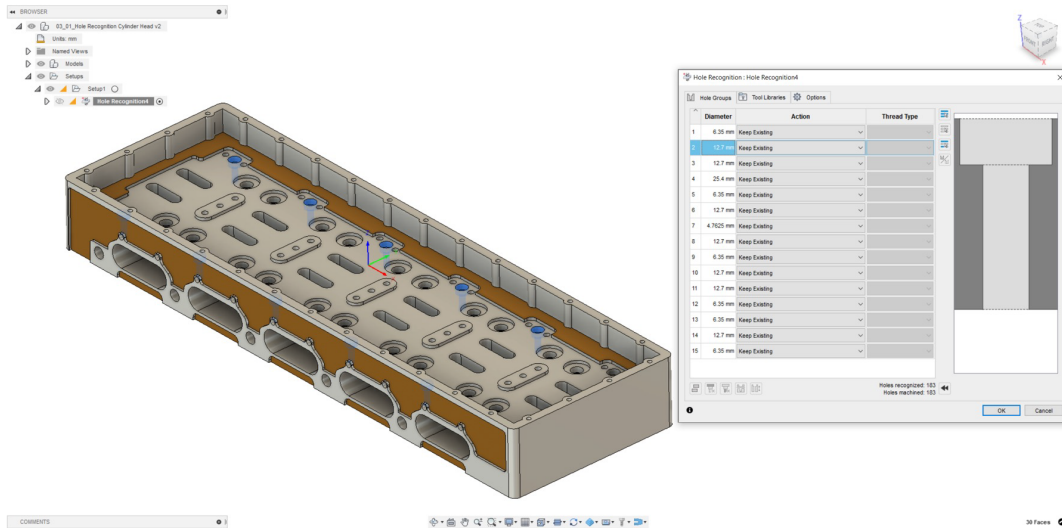 BROWSER
03_01_Hole Recognition Cylinder Head v2
Units: mm
Named Views
Models
Setups
Setup1
Hole Recognition4
Z
TOP
FRONT
RIGHT
X
Hole Recognition : Hole Recognition4
Hole Groups Tool Libraries Options
Diameter Action Thread Type
1 6.35 mm Keep Existing
2 12.7 mm Keep Existing
3 12.7 mm Keep Existing
4 25.4 mm Keep Existing
5 6.35 mm Keep Existing
6 12.7 mm Keep Existing
7 4.7625 mm Keep Existing
8 12.7 mm Keep Existing
9 6.35 mm Keep Existing
10 12.7 mm Keep Existing
11 12.7 mm Keep Existing
12 6.35 mm Keep Existing
13 6.35 mm Keep Existing
14 12.7 mm Keep Existing
15 6.35 mm Keep Existing
Holes recognized: 183
Holes machined: 183
OK Cancel
COMMENTS
30 Faces